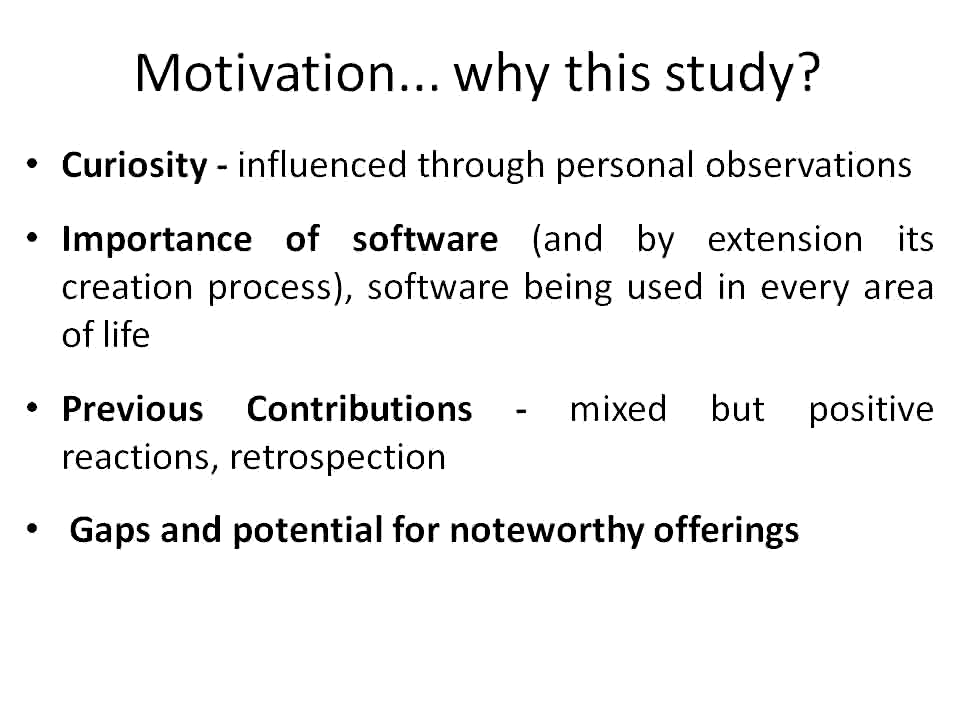 Motivation... why this study?
• Curiosity - influenced through personal observations
• Importance of software (and by extension its
creation process), software being used in every area
of life
• Previous Contributions - mixed but positive
reactions, retrospection
• Gaps and potential for noteworthy offerings